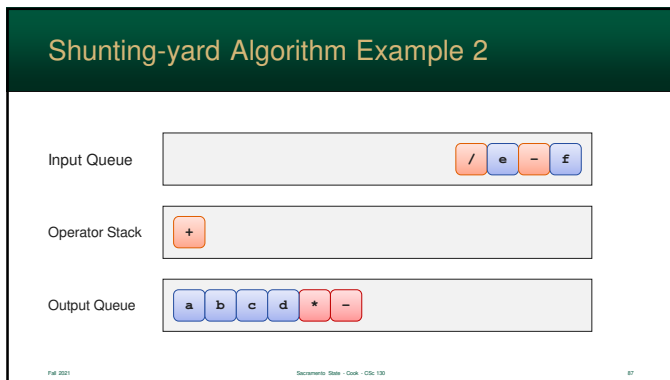 Shunting-yard Algorithm Example 2
Input Queue / e - f
Operator Stack +
Output Queue a b c d * -
Fall 2021 Sacramento State - Cook - CSc 130 87